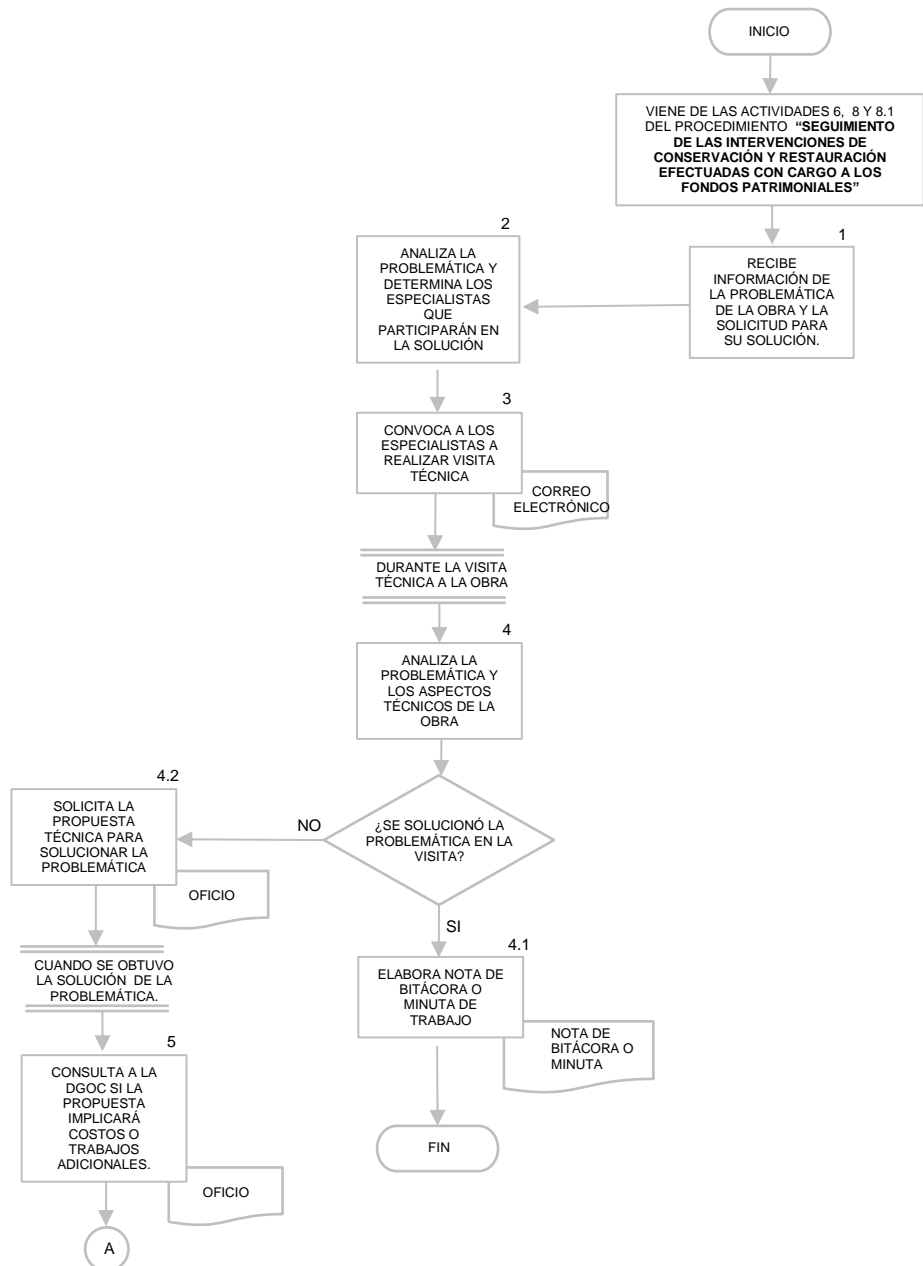 INICIO
VIENE DE LAS ACTIVIDADES 6, 8 Y 8.1
DEL PROCEDIMIENTO “SEGUIMIENTO
DE LAS INTERVENCIONES DE
CONSERVACIÓN Y RESTAURACIÓN
EFECTUADAS CON CARGO A LOS
FONDOS PATRIMONIALES”
1
RECIBE
INFORMACIÓN DE
LA PROBLEMÁTICA
DE LA OBRA Y LA
SOLICITUD PARA
SU SOLUCIÓN.
2
ANALIZA LA
PROBLEMÁTICA Y
DETERMINA LOS
ESPECIALISTAS
QUE
PARTICIPARÁN EN
LA SOLUCIÓN
3
CONVOCA A LOS
ESPECIALISTAS A
REALIZAR VISITA
TÉCNICA
CORREO
ELECTRÓNICO
DURANTE LA VISITA
TÉCNICA A LA OBRA
4
ANALIZA LA
PROBLEMÁTICA Y
LOS ASPECTOS
TÉCNICOS DE LA
OBRA
¿SE SOLUCIONÓ LA
PROBLEMÁTICA EN LA
VISITA?
NO
4.2
SOLICITA LA
PROPUESTA
TÉCNICA PARA
SOLUCIONAR LA
PROBLEMÁTICA
OFICIO
CUANDO SE OBTUVO
LA SOLUCIÓN DE LA
PROBLEMÁTICA.
5
CONSULTA A LA
DGOC SI LA
PROPUESTA
IMPLICARÁ
COSTOS O
TRABAJOS
ADICIONALES.
OFICIO
A
SI
4.1
ELABORA NOTA DE
BITÁCORA O
MINUTA DE
TRABAJO
NOTA DE
BITÁCORA O
MINUTA
FIN